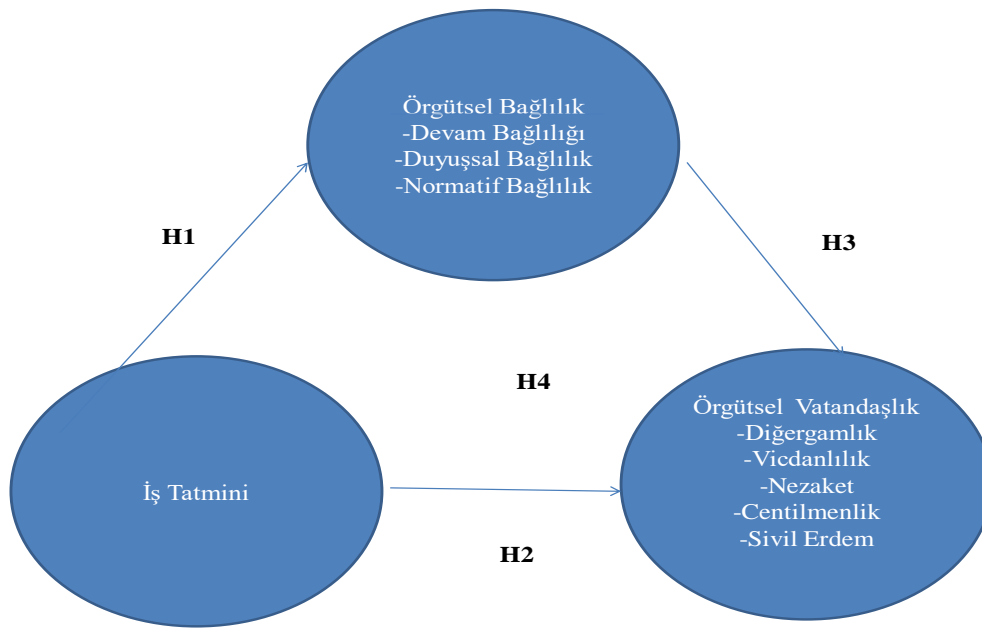 Örgütsel Bağlılık
-Devam Bağlılığı
-Duyuşsal Bağlılık
-Normatif Bağlılık
H1
H3
H4
Örgütsel Vatandaşlık
-Diğergamlık
-Vicdanlılık
-Nezaket
-Centilmenlik
-Sivil Erdem
İş Tatmini
H2